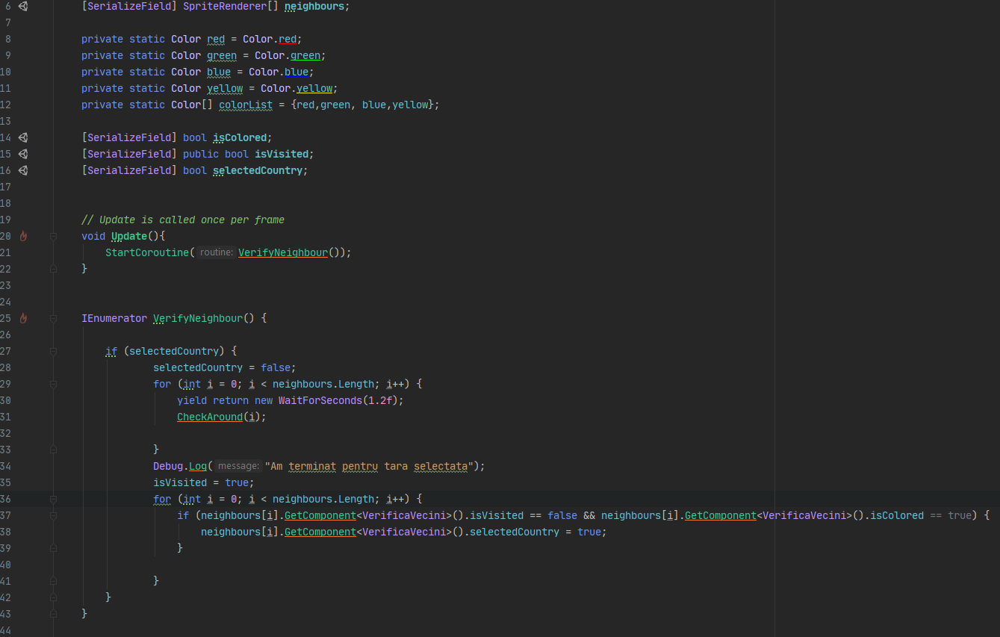 6 [SerializeField] SpriteRenderer[] neighbours;
7
8 private static Color red = Color.red;
9 private static Color green = Color.green;
10 private static Color blue = Color.blue;
11 private static Color yellow = Color.yellow;
12 private static Color[] colorList = {red,green, blue,yellow};
13
14 [SerializeField] bool isColored;
15 [SerializeField] public bool isVisited;
16 [SerializeField] bool selectedCountry;
17
18
19 // Update is called once per frame
20 void Update(){
21 StartCoroutine( routine: VerifyNeighbour());
22 }
23
24
25 IEnumerator VerifyNeighbour() {
26
27 if (selectedCountry) {
28 selectedCountry = false;
29 for (int i = 0; i < neighbours.Length; i++) {
30 yield return new WaitForSeconds(1.2f);
31 CheckAround(i);
32
33 }
34 Debug.Log( message: "Am terminat pentru tara selectata");
35 isVisited = true;
36 for (int i = 0; i < neighbours.Length; i++) {
37 if (neighbours[i].GetComponent<VerificaVecini>().isVisited == false && neighbours[i].GetComponent<VerificaVecini>().isColored == true) {
38 neighbours[i].GetComponent<VerificaVecini>().selectedCountry = true;
39 }
40
41 }
42 }
43 }
44